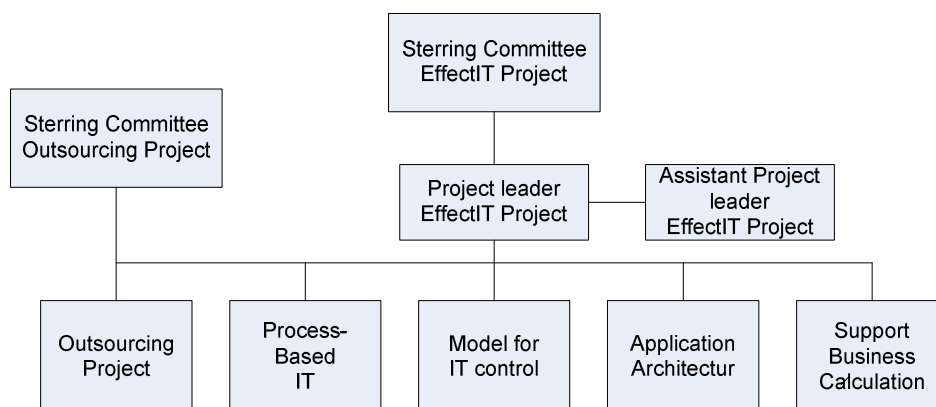 Sterring Committee
EffectIT Project
Sterring Committee
Outsourcing Project
Project leader
EffectIT Project
Assistant Project
leader
EffectIT Project
Outsourcing
Project
Process-
Based
IT
Model for
IT control
Application
Architectur
Support
Business
Calculation